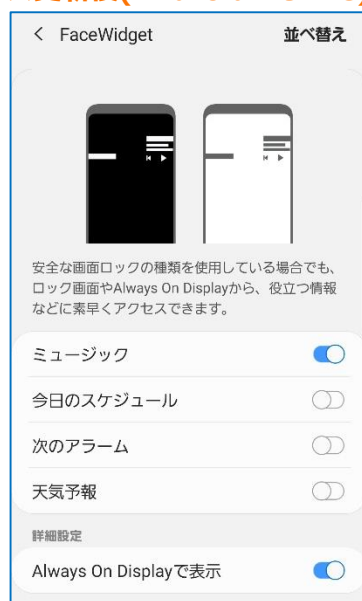 < FaceWidget 並べ替え
安全な画面ロックの種類を使用している場合でも、
ロック画面やAlways On Displayから、役立つ情報
などに素早くアクセスできます。
ミュージック
今日のスケジュール
次のアラーム
天気予報
詳細設定
Always On Displayで表示